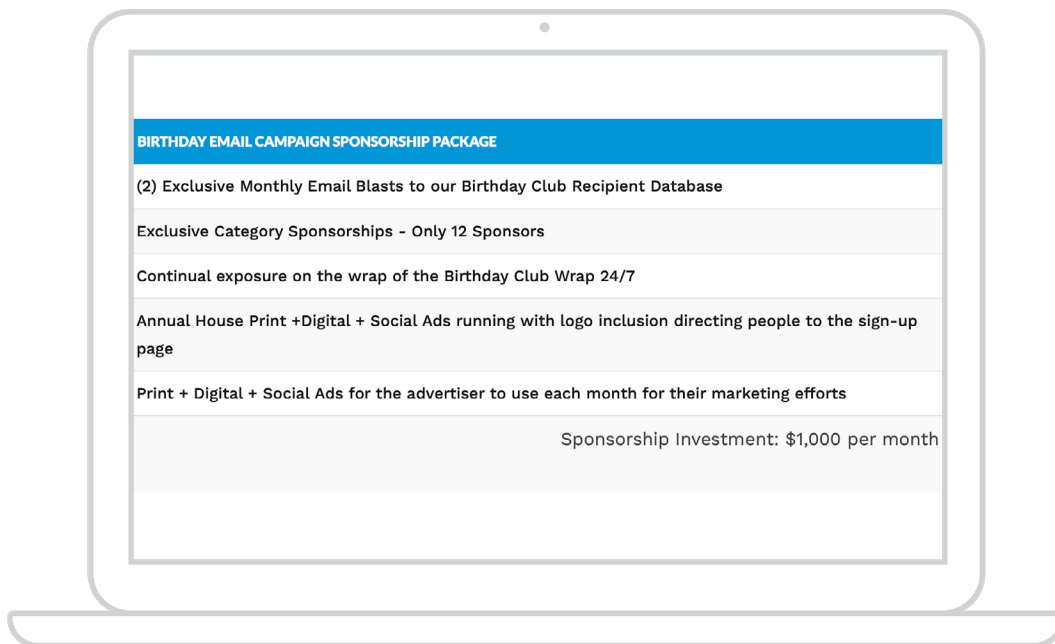 BIRTHDAY EMAIL CAMPAIGN SPONSORSHIP PACKAGE
(2) Exclusive Monthly Email Blasts to our Birthday Club Recipient Database
Exclusive Category Sponsorships - Only 12 Sponsors
Continual exposure on the wrap of the Birthday Club Wrap 24/7
Annual House Print +Digital + Social Ads running with logo inclusion directing people to the sign-up
page
Print + Digital + Social Ads for the advertiser to use each month for their marketing efforts
Sponsorship Investment: $1,000 per month